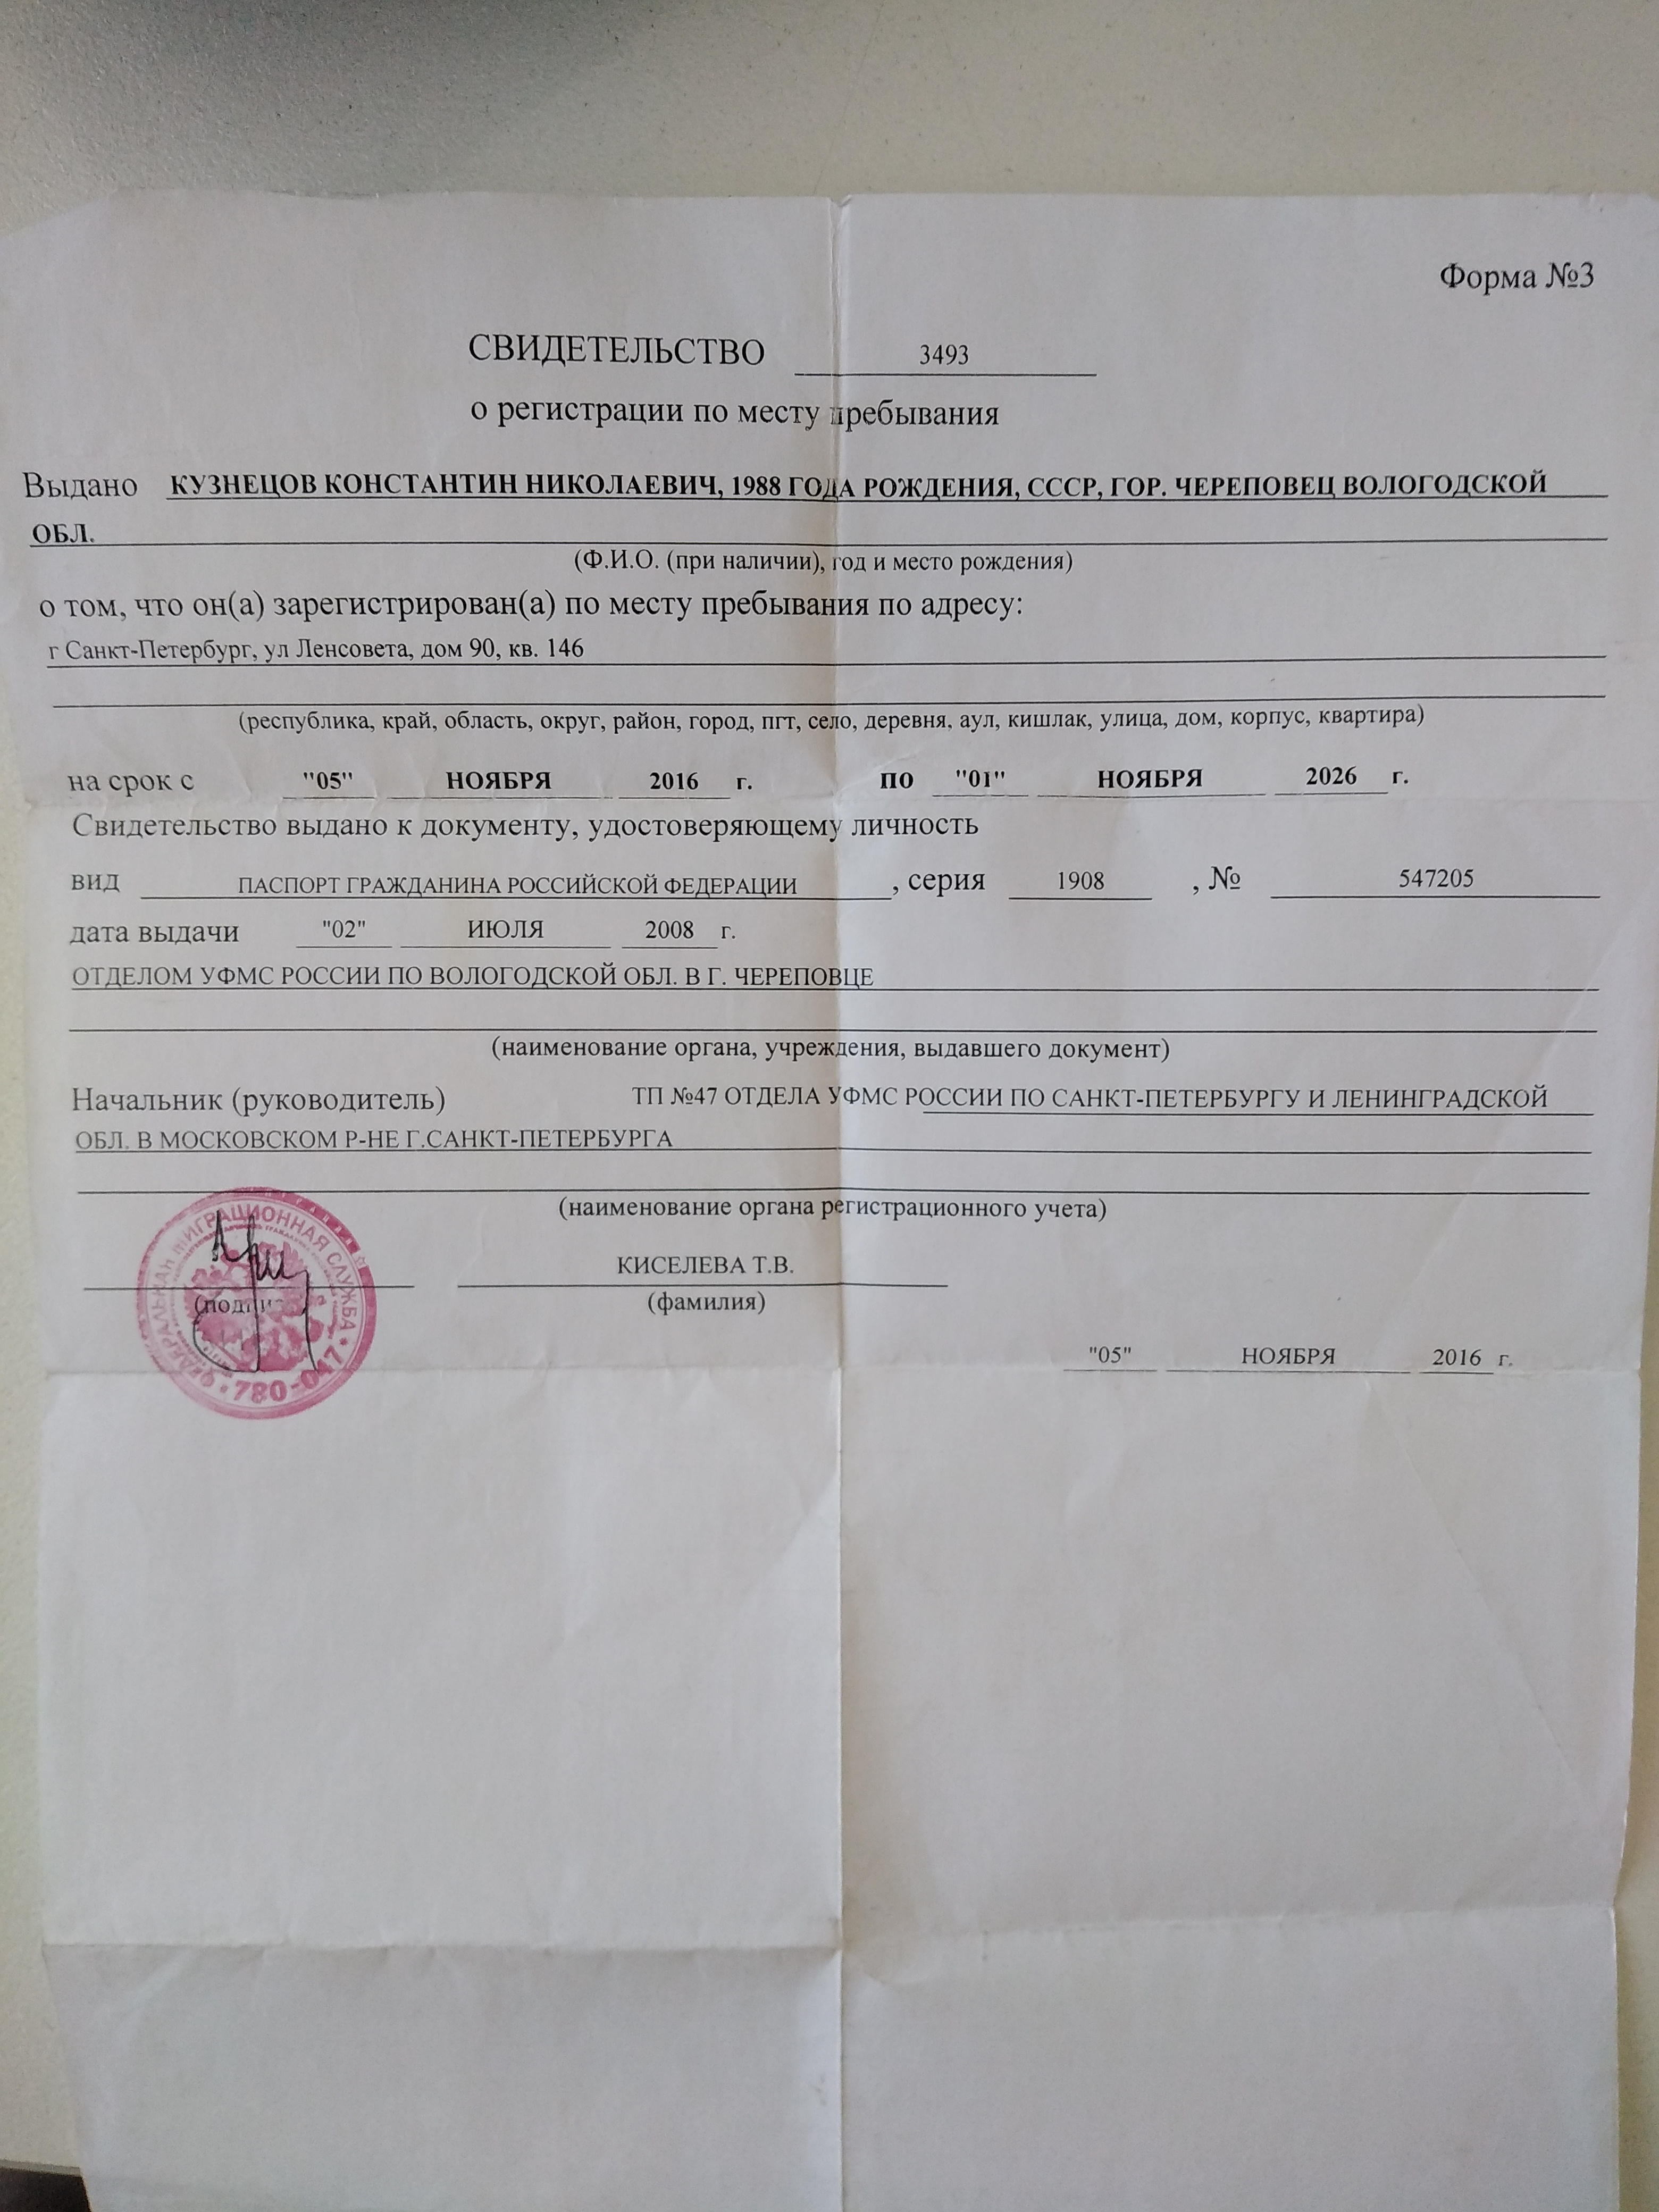 Форма №3
СВИДЕТЕЛЬСТВО 3493
о регистрации по месту пребывания
Выдано КУЗНЕЦОВ КОНСТАНТИН НИКОЛАЕВИЧ, 1988 ГОДА РОЖДЕНИЯ, СССР, ГОР. ЧЕРЕПОВЕЦ ВОЛОГОДСКОЙ
ОБЛ.
(Ф.И.О. (при наличии), год и место рождения)
о том, что он(а) зарегистрирован(а) по месту пребывания по адресу:
г Санкт-Петербург, ул Ленсовета, дом 90, кв. 146
(республика, край, область, округ, район, город, пгт, село, деревня, аул, кишлак, улица, дом, корпус, квартира)
на срок с "05" НОЯБРЯ 2016 г. по "01" НОЯБРЯ 2026 г.
Свидетельство выдано к документу, удостоверяющему личность
вид ПАСПОРТ ГРАЖДАНИНА РОССИЙСКОЙ ФЕДЕРАЦИИ , серия 1908 , № 547205
дата выдачи "02" ИЮЛЯ 2008 г.
ОТДЕЛОМ УФМС РОССИИ ПО ВОЛОГОДСКОЙ ОБЛ. В Г. ЧЕРЕПОВЦЕ
(наименование органа, учреждения, выдавшего документ)
Начальник (руководитель) ТП №47 ОТДЕЛА УФМС РОССИИ ПО САНКТ-ПЕТЕРБУРГУ И ЛЕНИНГРАДСКОЙ
ОБЛ. В МОСКОВСКОМ Р-НЕ Г.САНКТ-ПЕТЕРБУРГА
(наименование органа регистрационного учета)
КИСЕЛЕВА Т.В.
(подпись) (фамилия)
ФЕДЕРАЛЬНАЯ МИГРАЦИОННАЯ СЛУЖБА
780-047
"05" НОЯБРЯ 2016 г.